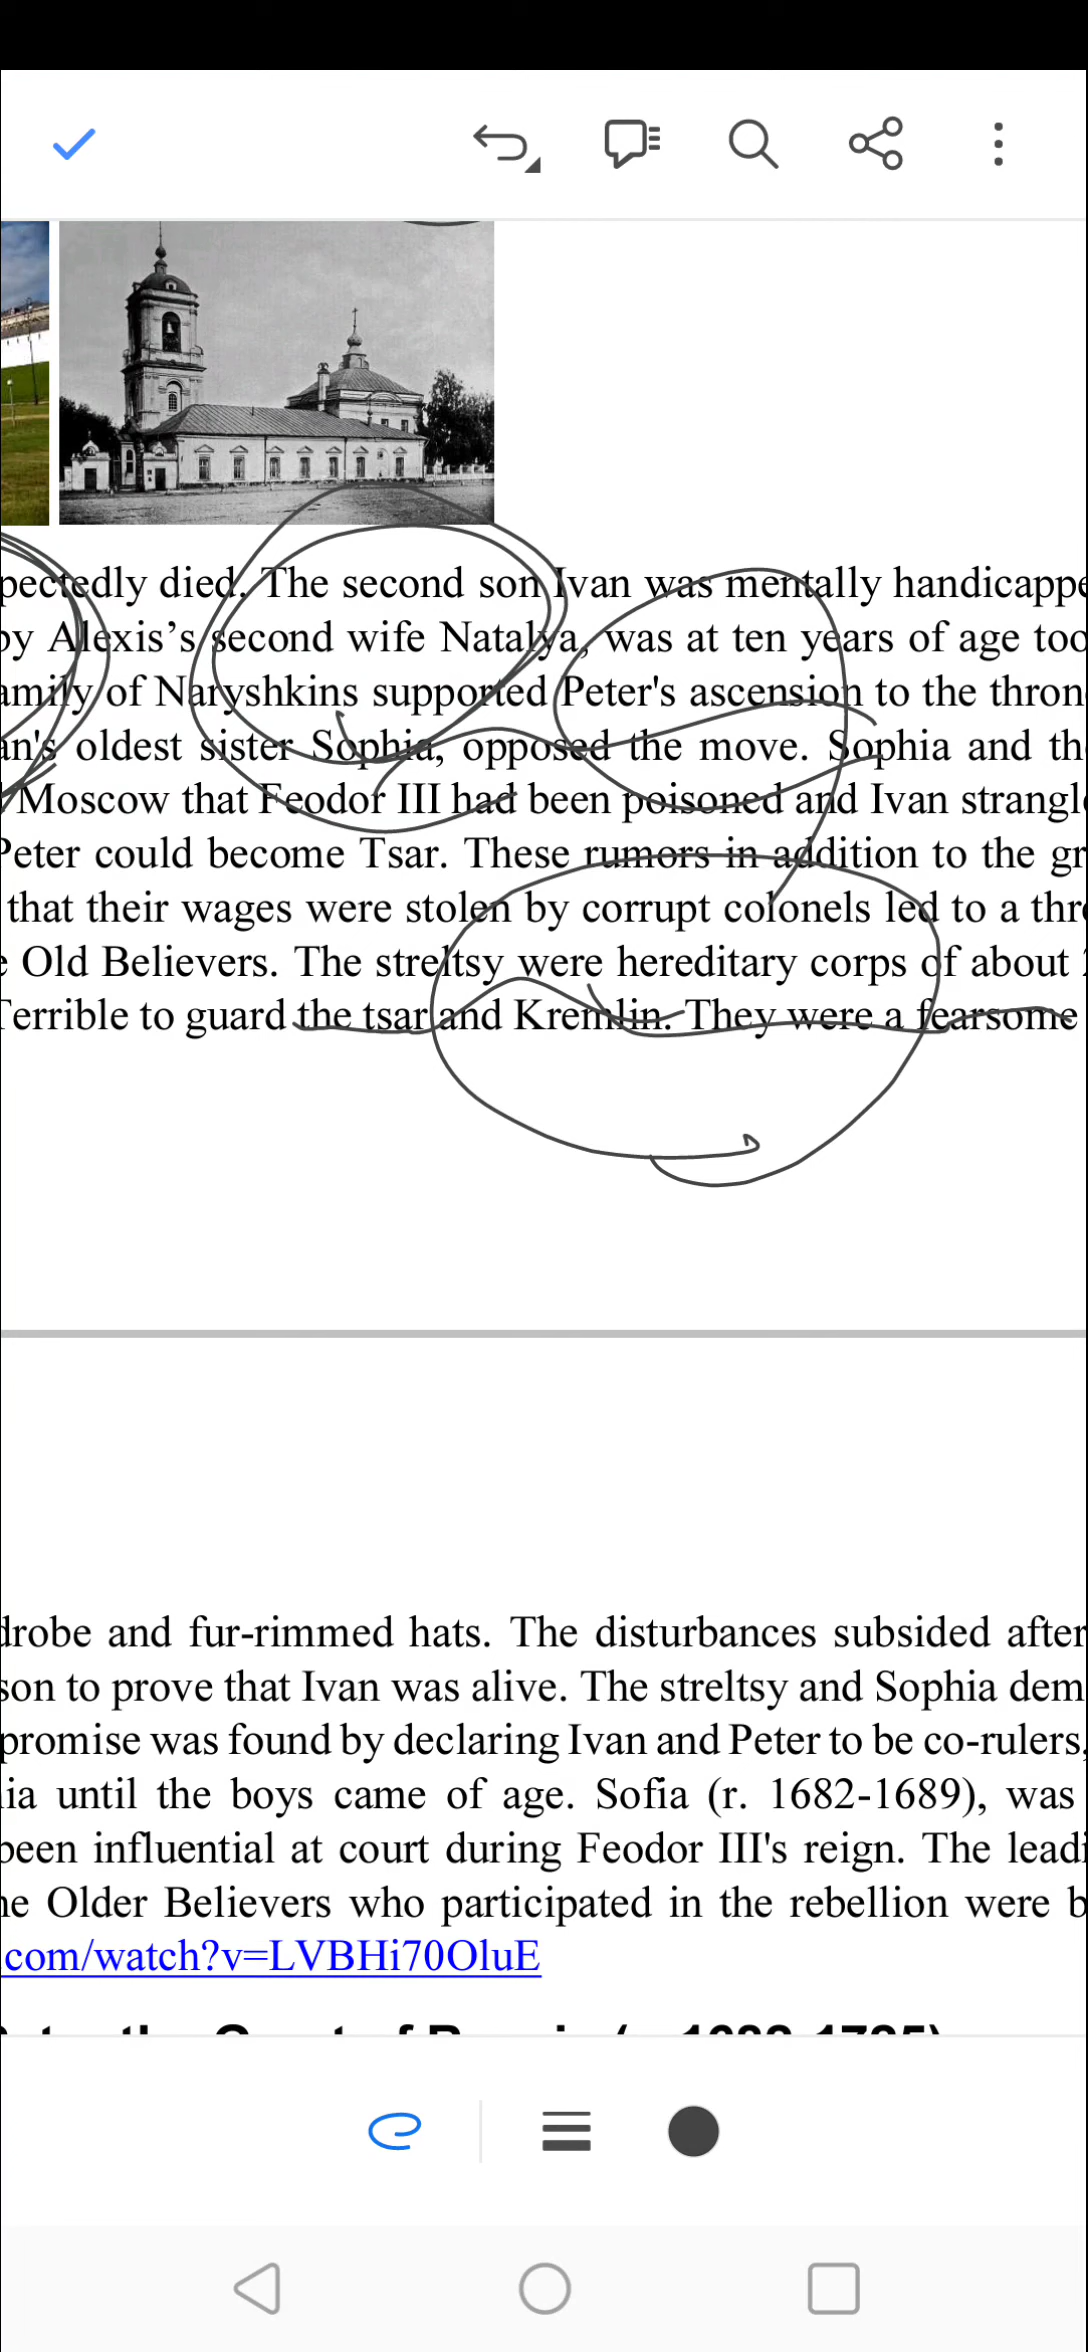 pectedly died. The second son Ivan was mentally handicappe
by Alexis’s second wife Natalya, was at ten years of age too
amily of Naryshkins supported Peter's ascension to the thron
an's oldest sister Sophia, opposed the move. Sophia and th
Moscow that Feodor III had been poisoned and Ivan strangle
Peter could become Tsar. These rumors in addition to the gr
that their wages were stolen by corrupt colonels led to a thre
e Old Believers. The streltsy were hereditary corps of about
Terrible to guard the tsar and Kremlin. They were a fearsome
drobe and fur-rimmed hats. The disturbances subsided after
son to prove that Ivan was alive. The streltsy and Sophia dem
promise was found by declaring Ivan and Peter to be co-rulers,
ia until the boys came of age. Sofia (r. 1682-1689), was
been influential at court during Feodor III's reign. The leadi
he Older Believers who participated in the rebellion were b
.com/watch?v=LVBHi70OluE